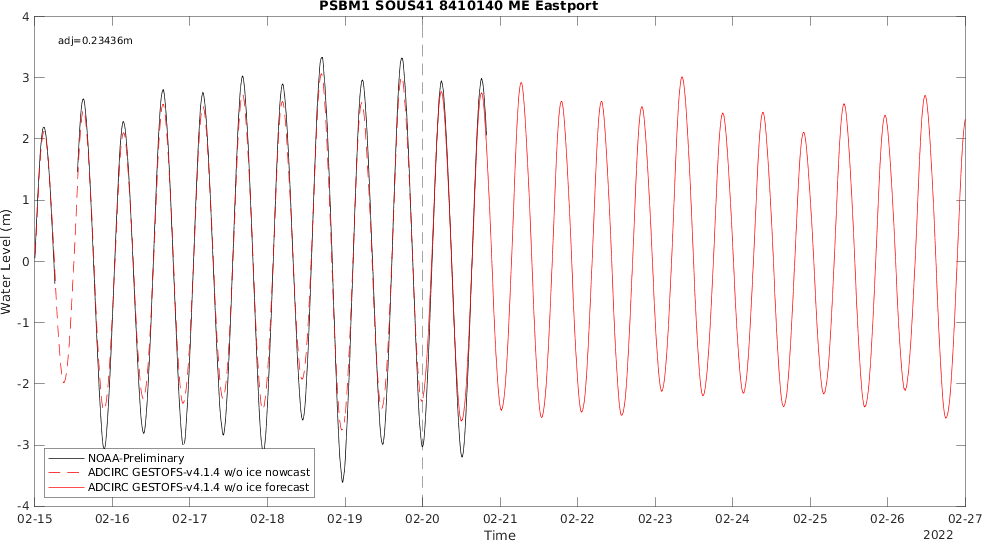 PSBM1 SOUS41 8410140 ME Eastport
adj=0.23436m
Water Level (m)
4
3
2
1
0
-1
-2
-3
-4
NOAA-Preliminary
ADCIRC GESTOFS-v4.1.4 w/o ice nowcast
ADCIRC GESTOFS-v4.1.4 w/o ice forecast
02-15 02-16 02-17 02-18 02-19 02-20 02-21 02-22 02-23 02-24 02-25 02-26 02-27
Time
2022